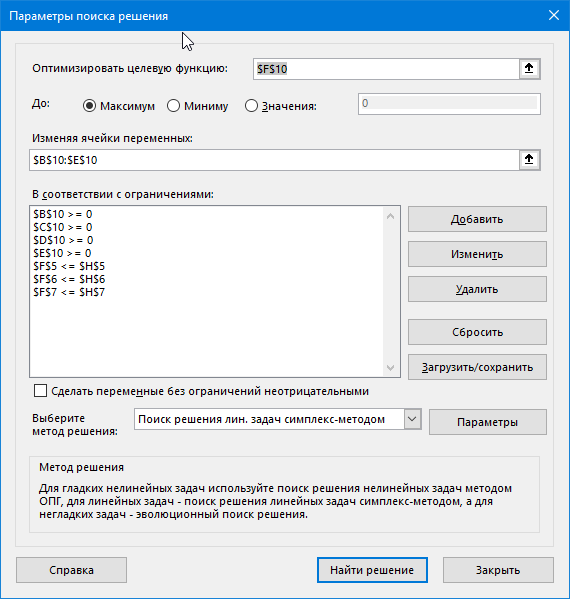 Параметры поиска решения
Оптимизировать целевую функцию: $F$10
До: Максимум Миниму Значения: 0
Изменяя ячейки переменных:
$B$10:$E$10
В соответствии с ограничениями:
$B$10 >= 0
$C$10 >= 0
$D$10 >= 0
$E$10 >= 0
$F$5 <= $H$5
$F$6 <= $H$6
$F$7 <= $H$7
Добавить
Изменить
Удалить
Сбросить
Загрузить/сохранить
Сделать переменные без ограничений неотрицательными
Выберите
метод решения:
Поиск решения лин. задач симплекс-методом
Параметры
Метод решения
Для гладких нелинейных задач используйте поиск решения нелинейных задач методом
ОПГ, для линейных задач - поиск решения линейных задач симплекс-методом, а для
негладких задач - эволюционный поиск решения.
Справка
Найти решение
Закрыть